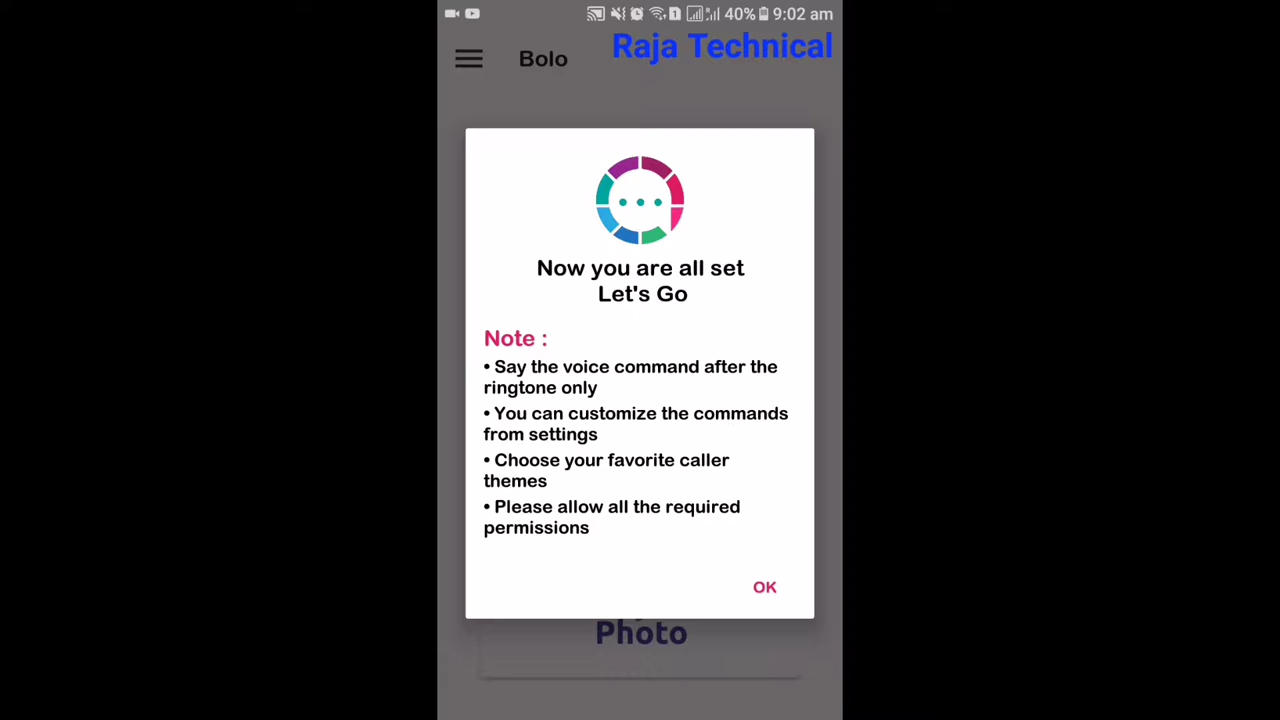 1 40% 9:02 am
Raja Technical
Bolo
Now you are all set
Let's Go
Note :
• Say the voice command after the
ringtone only
• You can customize the commands
from settings
• Choose your favorite caller
themes
• Please allow all the required
permissions
OK
Photo